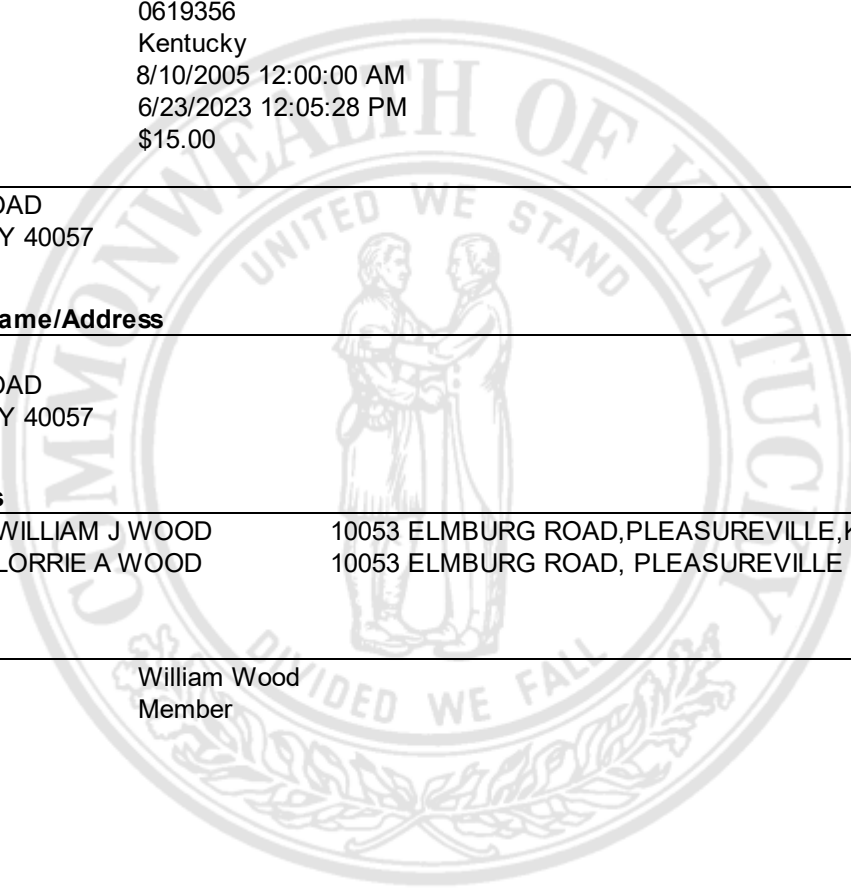 0619356
Kentucky
8/10/2005 12:00:00 AM
6/23/2023 12:05:28 PM
$15.00
OAD
Y 40057
ame/Address
OAD
Y 40057
s
WILLIAM J WOOD 10053 ELMBURG ROAD,PLEASUREVILLE,K
LORRIE A WOOD 10053 ELMBURG ROAD, PLEASUREVILLE
William Wood
Member
COMMONWEALTH OF KENTUCKY
UNITED WE STAND
DIVIDED WE FALL